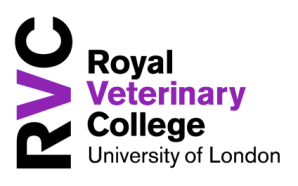 RVC
Royal
Veterinary
College
University of London